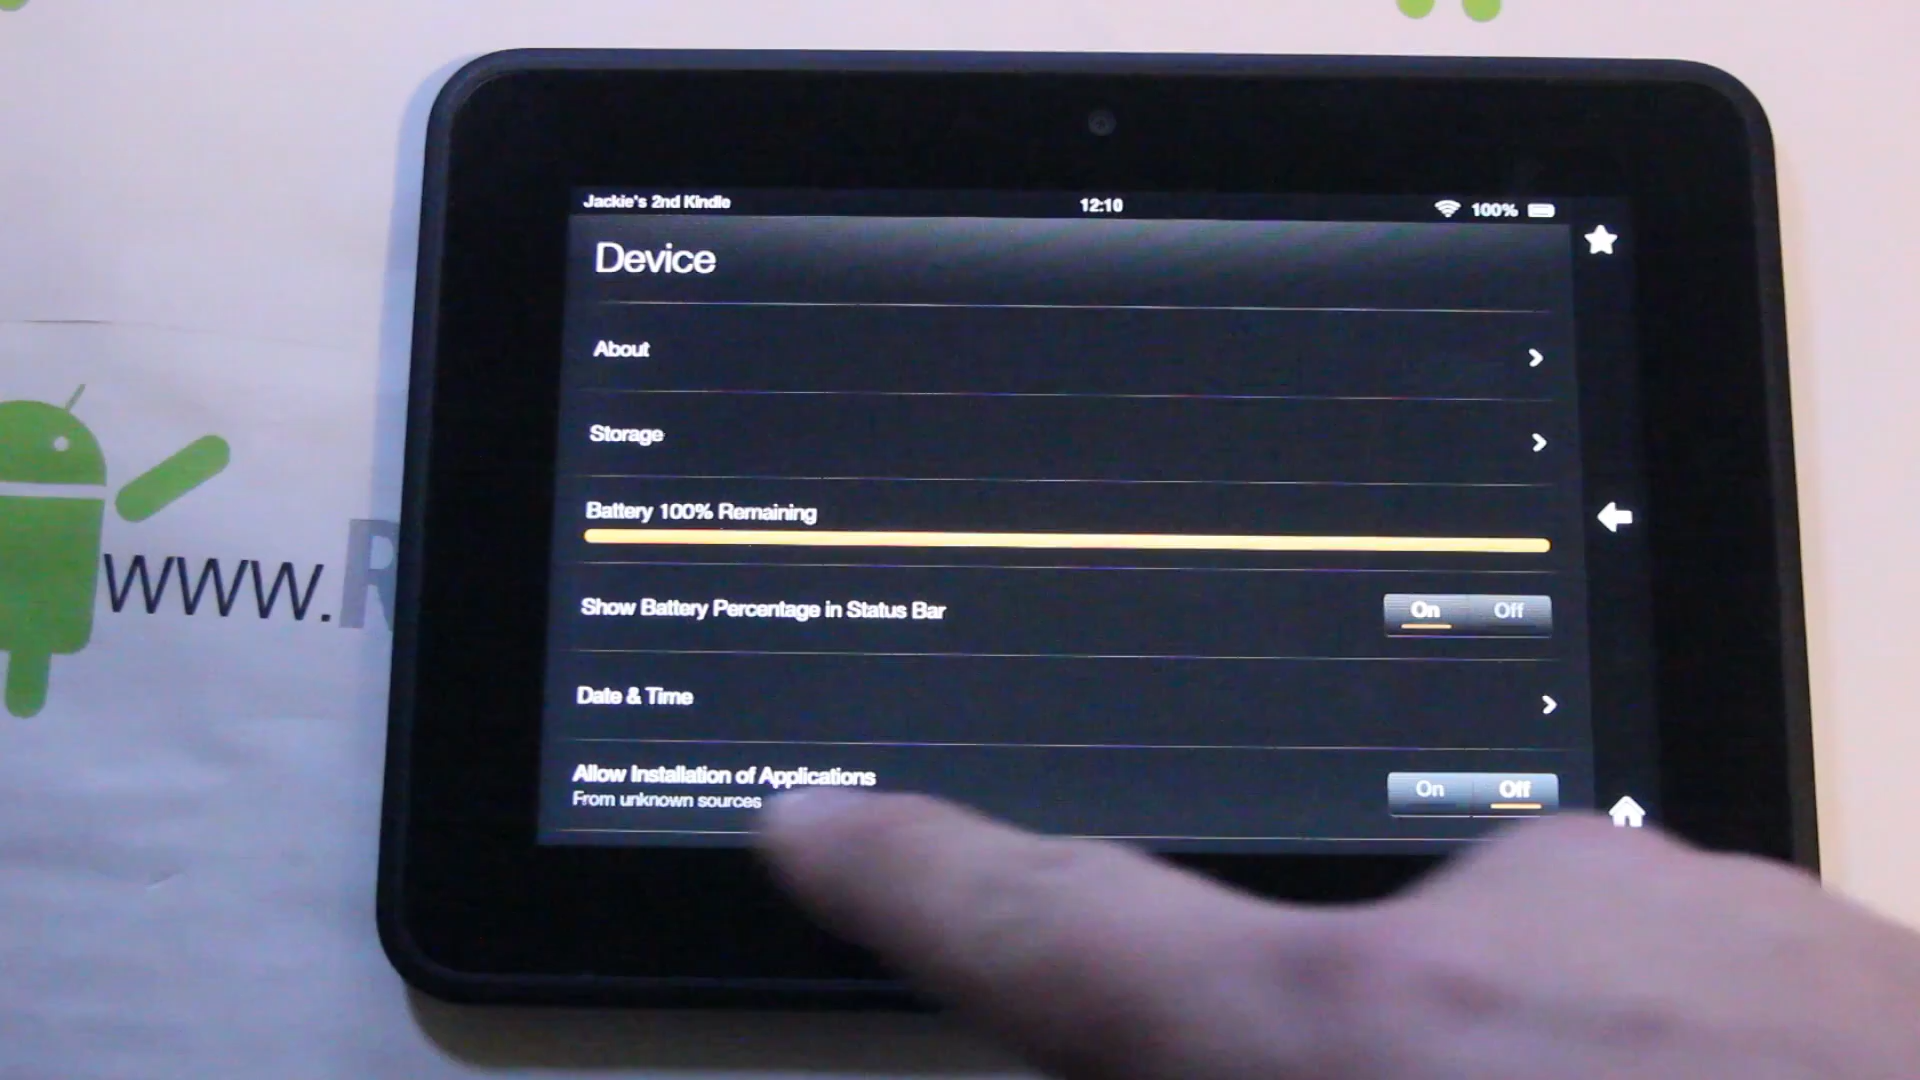 Jackie's 2nd Kindle 12:10 100%
Device
About
Storage
Battery 100% Remaining
Show Battery Percentage in Status Bar On Off
Date & Time
Allow Installation of Applications On Off
From unknown sources
www.R